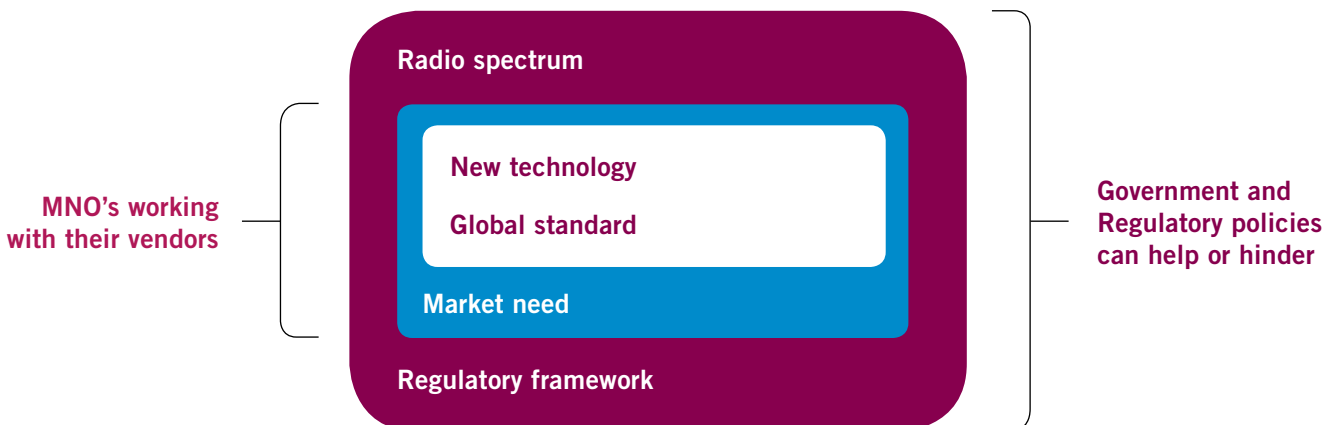 Radio spectrum
New technology
Global standard
Market need
Regulatory framework
MNO's working
with their vendors
Government and
Regulatory policies
can help or hinder